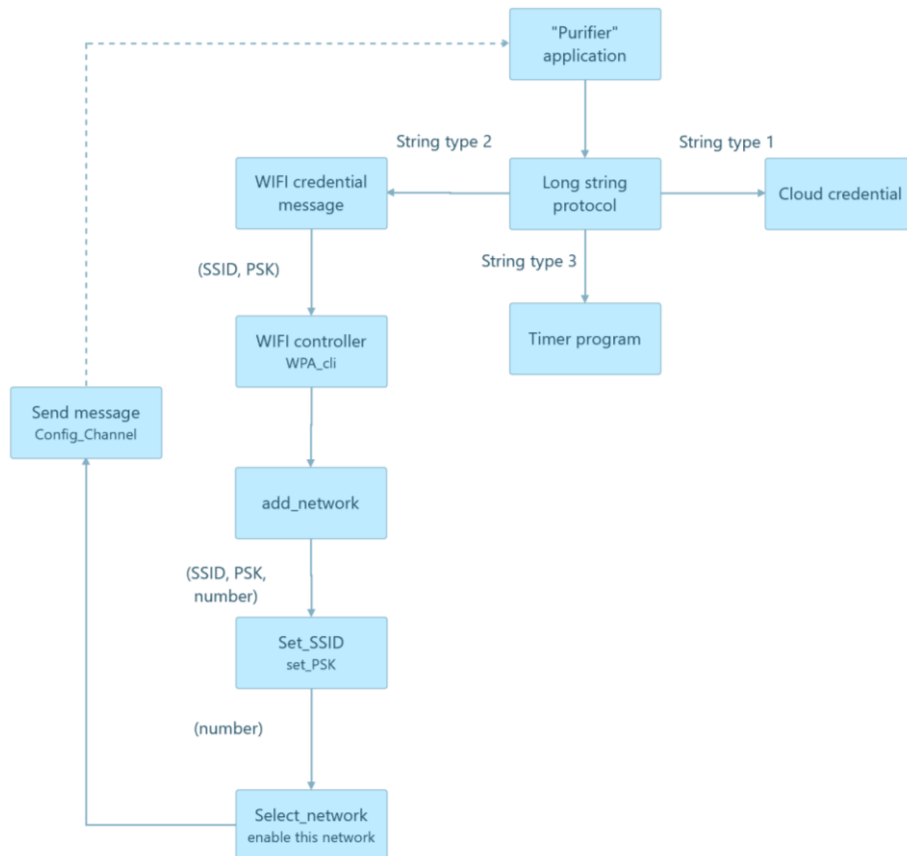 "Purifier"
application
String type 2
String type 1
WIFI credential
message
Long string
protocol
Cloud credential
(SSID, PSK)
String type 3
WIFI controller
WPA_cli
Timer program
Send message
Config_Channel
add_network
(SSID, PSK,
number)
Set_SSID
set_PSK
(number)
Select_network
enable this network